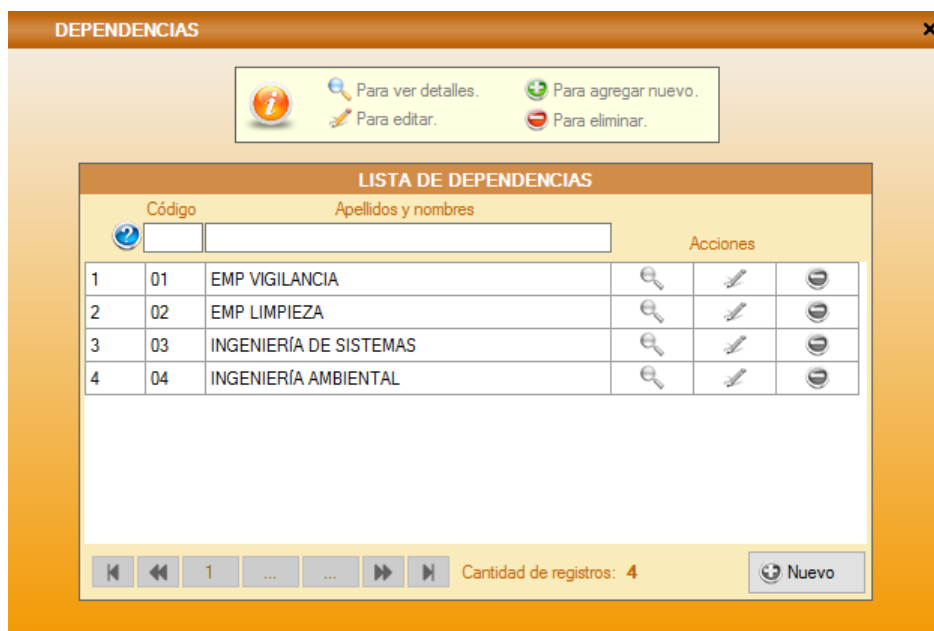 DEPENDENCIAS
Para ver detalles. Para agregar nuevo.
Para editar. Para eliminar.
LISTA DE DEPENDENCIAS
Código Apellidos y nombres
Acciones
1 01 EMP VIGILANCIA
2 02 EMP LIMPIEZA
3 03 INGENIERÍA DE SISTEMAS
4 04 INGENIERÍA AMBIENTAL
1 ... ... Cantidad de registros: 4 Nuevo